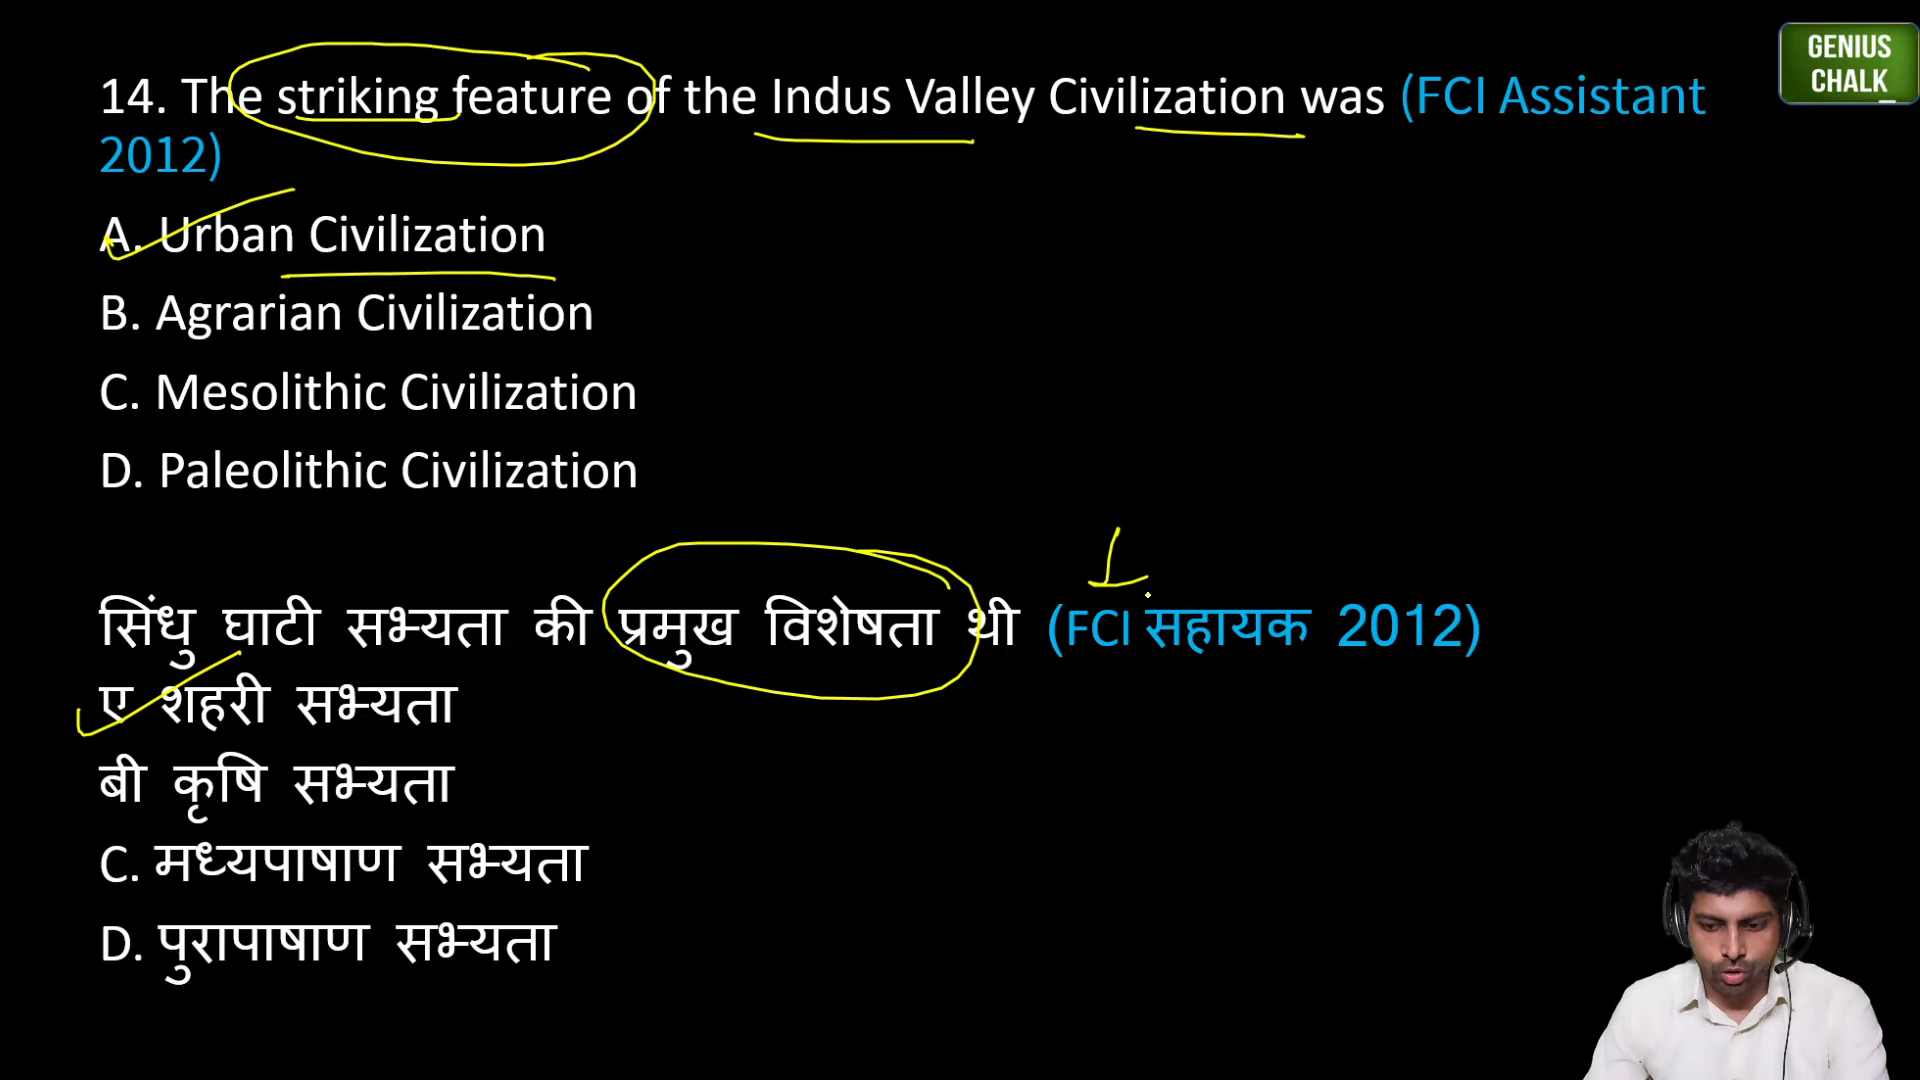 14. The striking feature of the Indus Valley Civilization was (FCI Assistant
2012)
A. Urban Civilization
B. Agrarian Civilization
C. Mesolithic Civilization
D. Paleolithic Civilization
सिंधु घाटी सभ्यता की प्रमुख विशेषता थी (FCI सहायक 2012)
ए शहरी सभ्यता
बी कृषि सभ्यता
C. मध्यपाषाण सभ्यता
D. पुरापाषाण सभ्यता
GENIUS
CHALK_